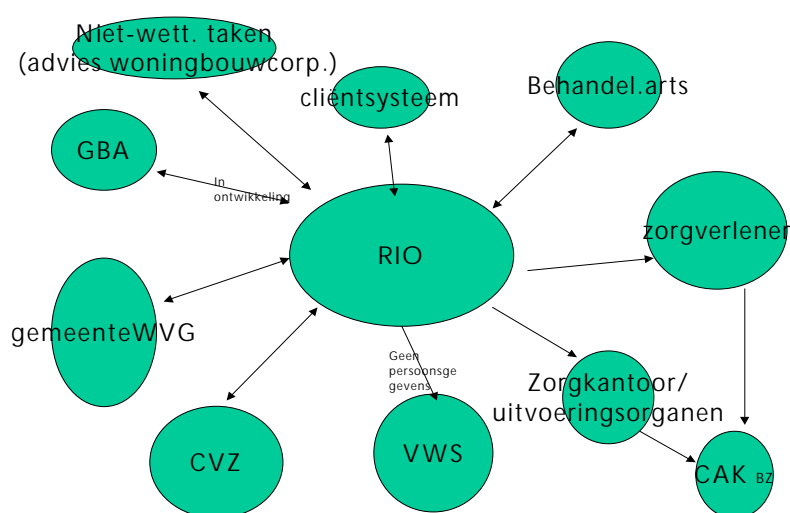 Niet-wett. taken
(advies woningbouwcorp.)
cliëntsysteem
Behandel.arts
GBA
In
ontwikkeling
RIO
zorgverlener
gemeenteWVG
Geen
persoonsge
gevens
Zorgkantoor/
uitvoeringsorganen
CVZ
VWS
CAK BZ